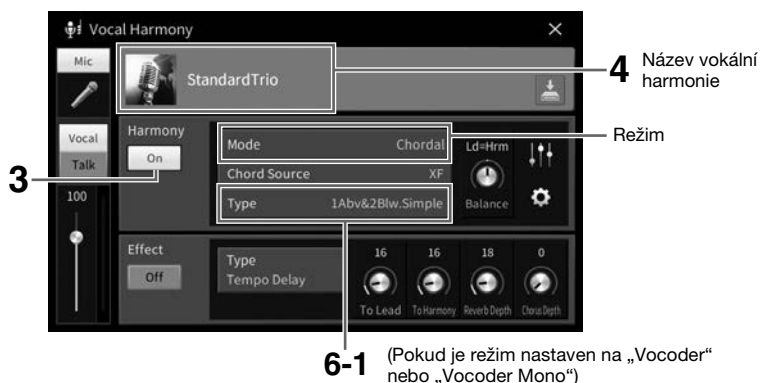 Vocal Harmony
Mic
StandardTrio
4 Název vokální
harmonie
Vocal
Talk
100
Harmony
On
Mode Chordal
Chord Source XF
Type 1Abv&2Blw.Simple
Ld=Hrm
Balance
Režim
3
Effect
Off
Type
Tempo Delay
16 16 18 0
To Lead To Harmony Reverb Depth Chorus Depth
6-1 (Pokud je režim nastaven na „Vocoder“
nebo „Vocoder Mono“)